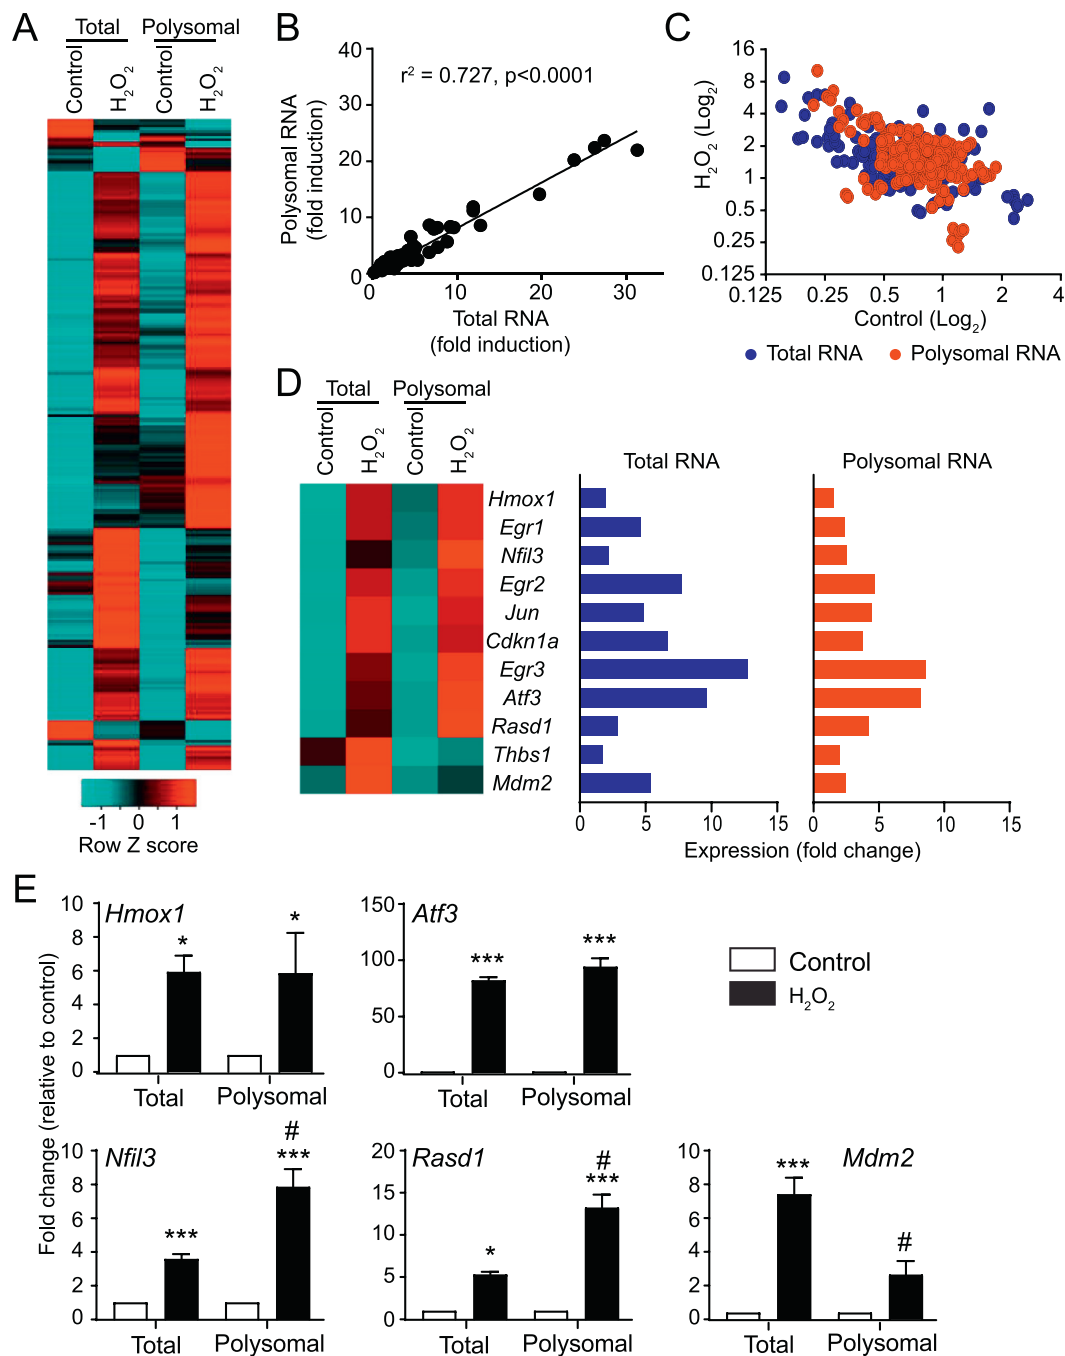 A
Total Polysomal
Control
H2O2
Control
H2O2
-1 0 1
Row Z score
B
40
30
20
10
0
r2 = 0.727, p<0.0001
Polysomal RNA
(fold induction)
0 10 20 30
Total RNA
(fold induction)
C
16
8
4
2
1
0.5
0.25
0.125
H2O2 (Log2)
0.125 0.25 0.5 1 2 4
Control (Log2)
Total RNA Polysomal RNA
D
Total Polysomal
Control
H2O2
Control
H2O2
Hmox1
Egr1
Nfil3
Egr2
Jun
Cdkn1a
Egr3
Atf3
Rasd1
Thbs1
Mdm2
Total RNA
0 5 10 15
Polysomal RNA
0 5 10 15
Expression (fold change)
E
Fold change (relative to control)
Hmox1
10
8
6
4
2
0
* *
Total Polysomal
Atf3
150
100
50
0
*** ***
Total Polysomal
Control
H2O2
Nfil3
10
8
6
4
2
0
#
*** ***
Total Polysomal
Rasd1
20
15
10
5
0
#
* ***
Total Polysomal
Mdm2
10
8
6
4
2
0
*** #
Total Polysomal